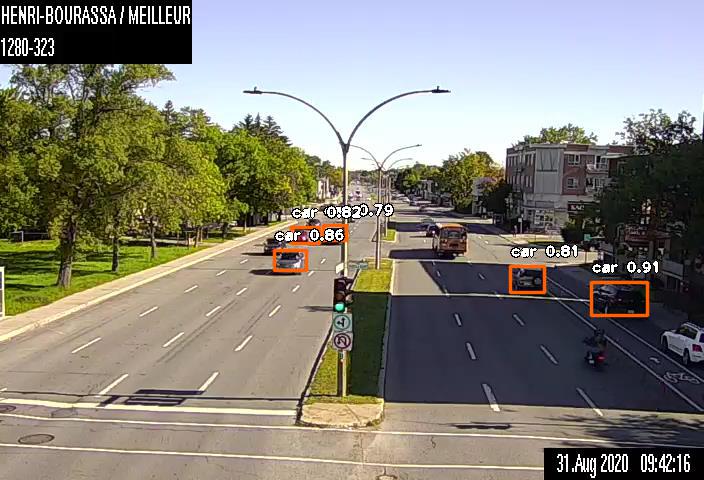 HENRI-BOURASSA / MEILLEUR
1280-323
car 0.82
0.79
car 0.86
car 0.81
car 0.91
31.Aug 2020 09:42:16